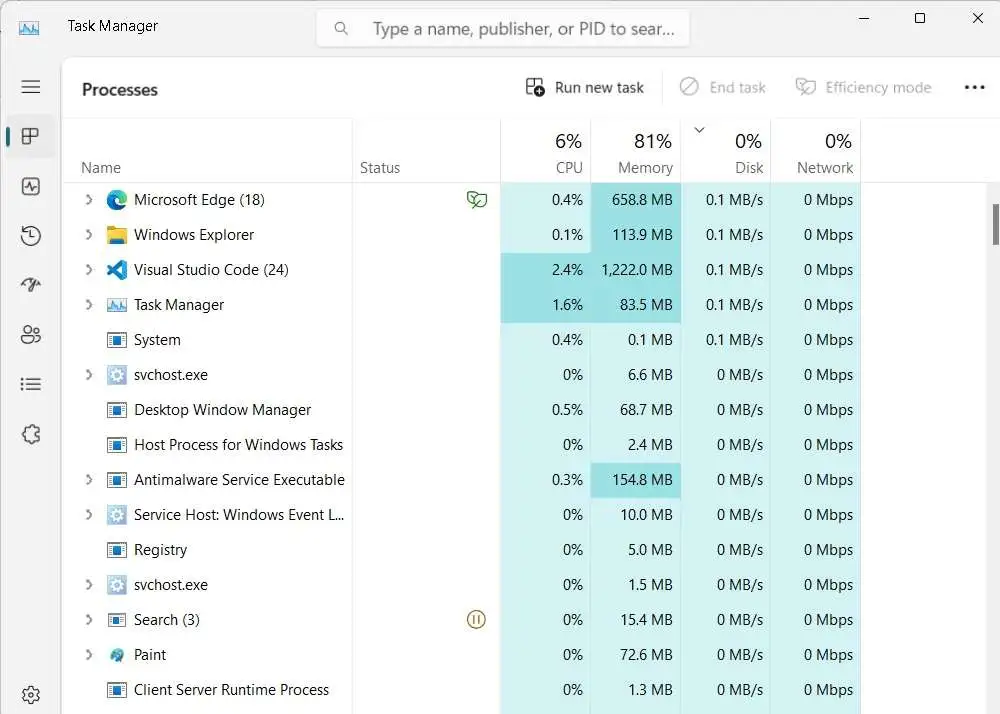 Task Manager
Type a name, publisher, or PID to sear...
Processes
Run new task End task Efficiency mode
6% 81% 0% 0%
Name Status CPU Memory Disk Network
Microsoft Edge (18) 0.4% 658.8 MB 0.1 MB/s 0 Mbps
Windows Explorer 0.1% 113.9 MB 0.1 MB/s 0 Mbps
Visual Studio Code (24) 2.4% 1,222.0 MB 0.1 MB/s 0 Mbps
Task Manager 1.6% 83.5 MB 0.1 MB/s 0 Mbps
System 0.4% 0.1 MB 0.1 MB/s 0 Mbps
svchost.exe 0% 6.6 MB 0 MB/s 0 Mbps
Desktop Window Manager 0.5% 68.7 MB 0 MB/s 0 Mbps
Host Process for Windows Tasks 0% 2.4 MB 0 MB/s 0 Mbps
Antimalware Service Executable 0.3% 154.8 MB 0 MB/s 0 Mbps
Service Host: Windows Event L... 0% 10.0 MB 0 MB/s 0 Mbps
Registry 0% 5.0 MB 0 MB/s 0 Mbps
svchost.exe 0% 1.5 MB 0 MB/s 0 Mbps
Search (3) 0% 15.4 MB 0 MB/s 0 Mbps
Paint 0% 72.6 MB 0 MB/s 0 Mbps
Client Server Runtime Process 0% 1.3 MB 0 MB/s 0 Mbps